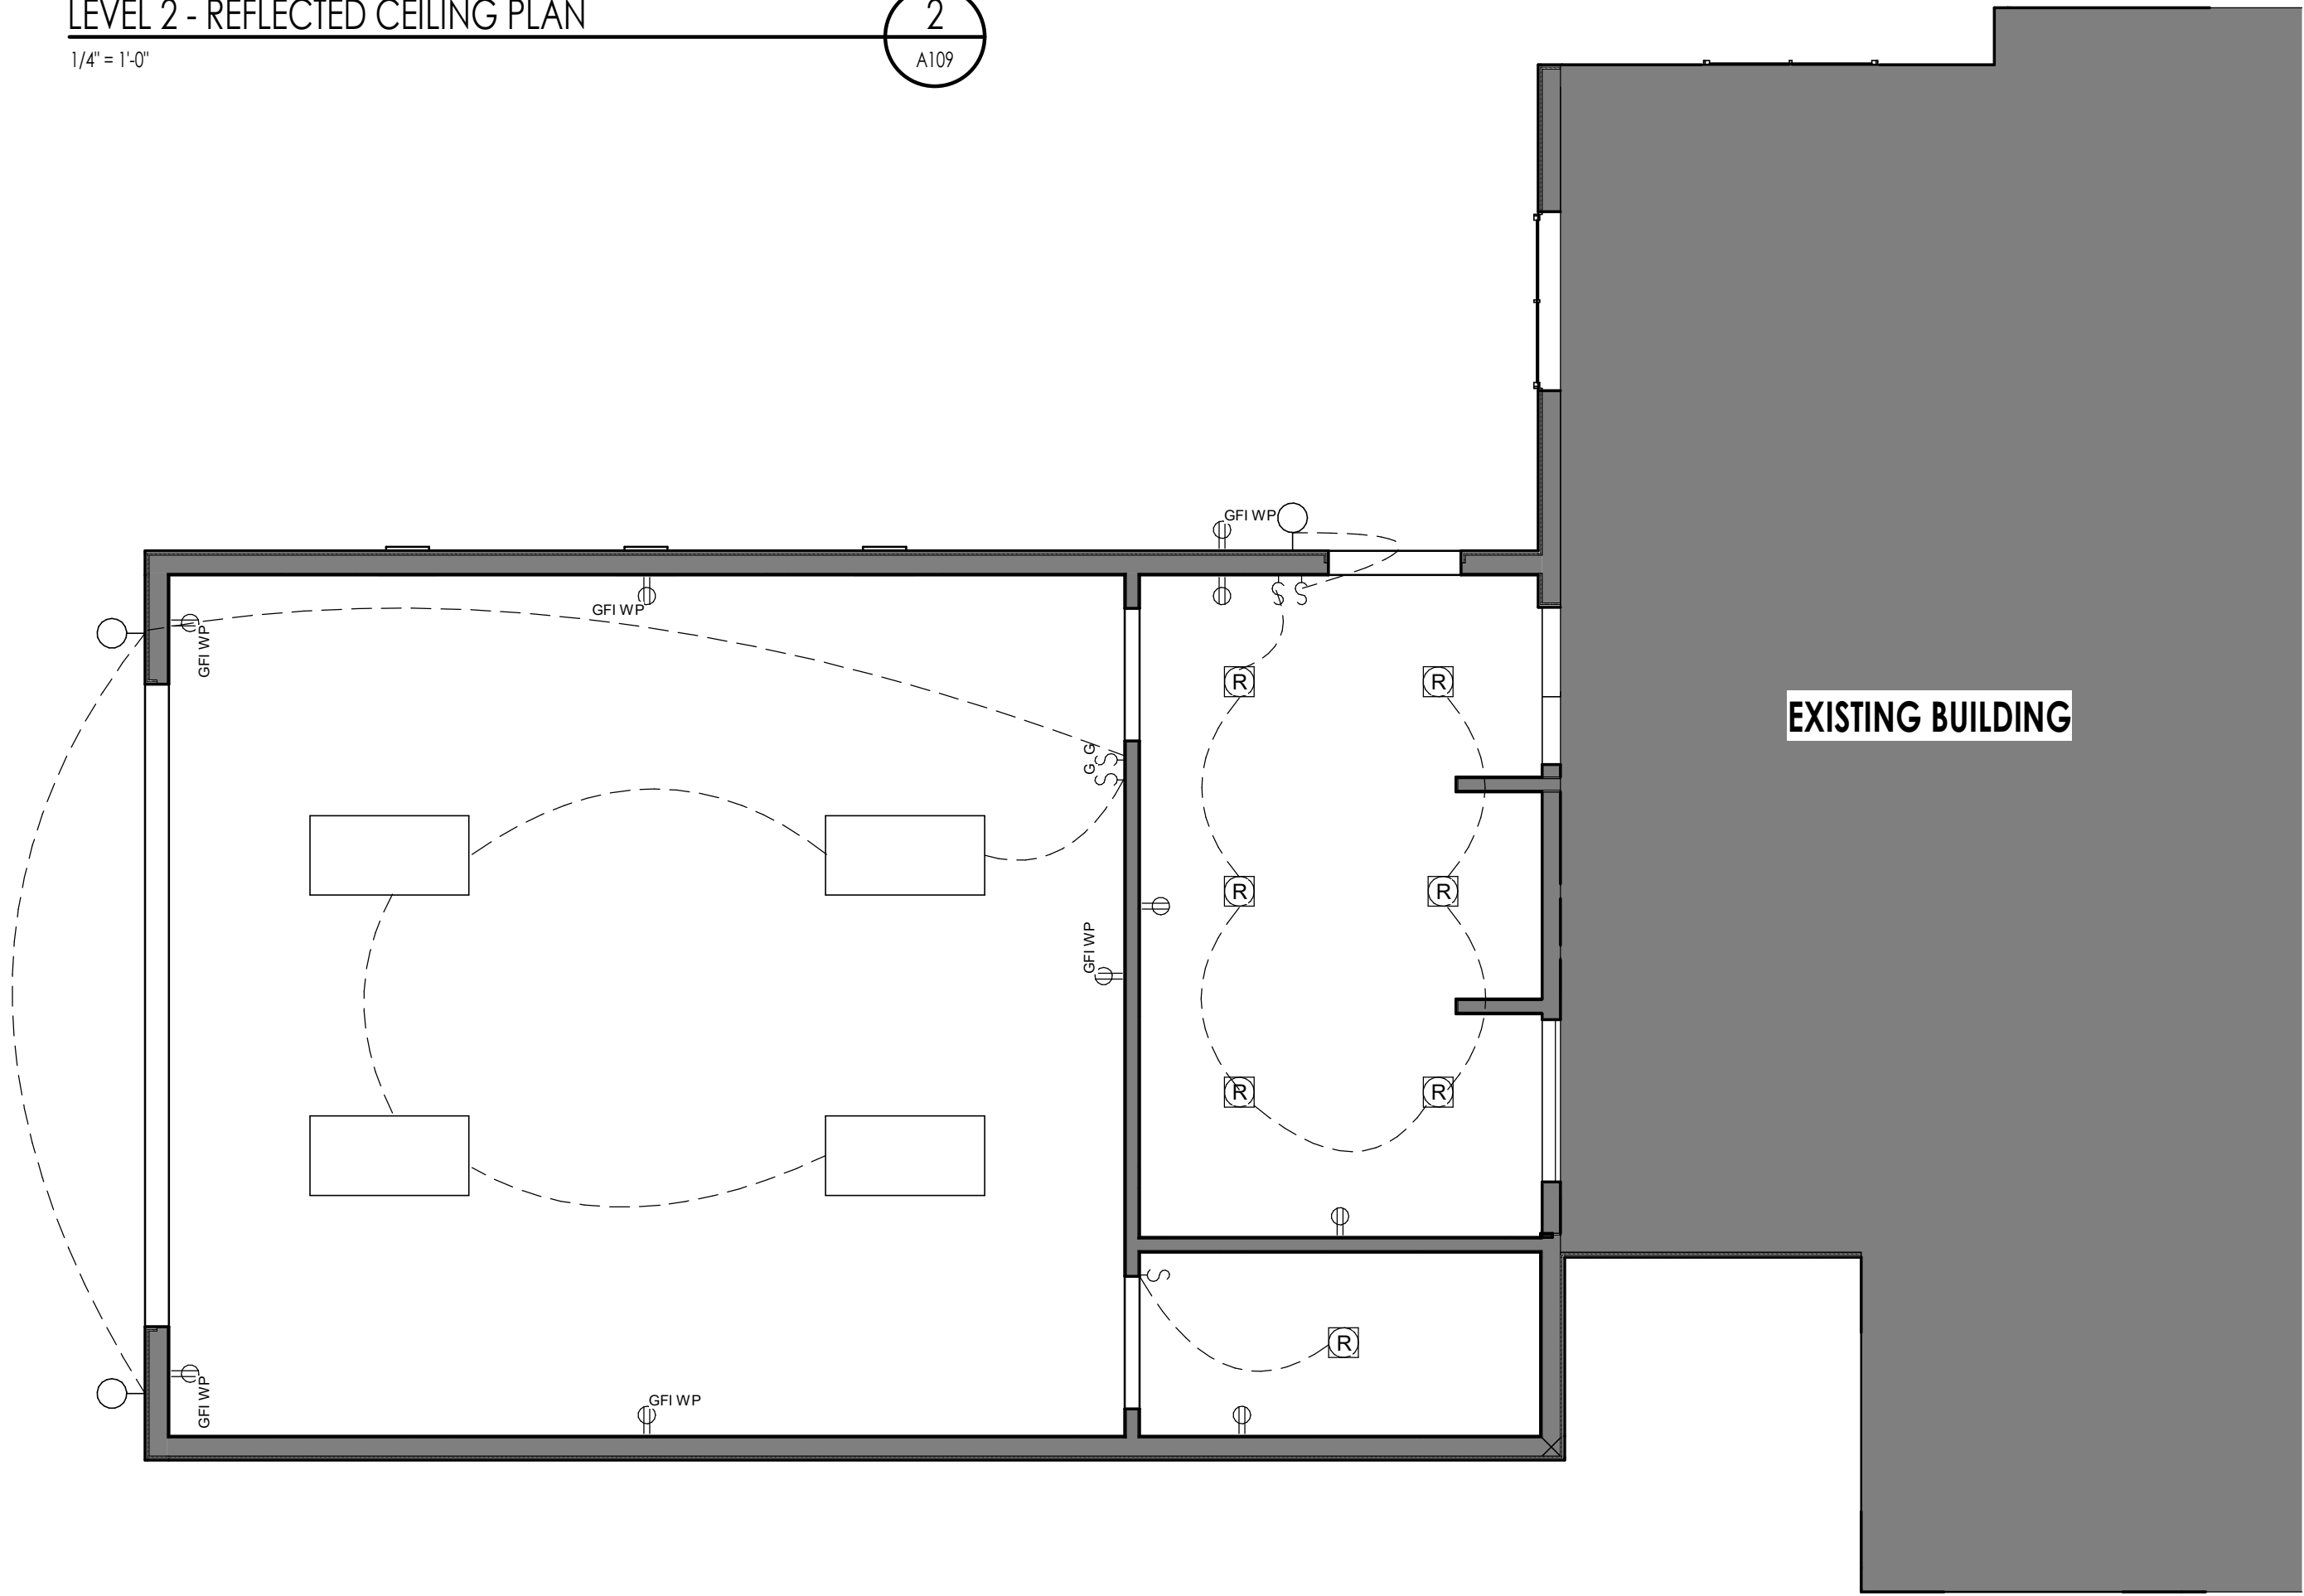 LEVEL 2 - REFLECTED CEILING PLAN
2
1/4" = 1'-0"
A109
GFI WP
S S
GFI WP
GFI WP
R R
EXISTING BUILDING
G
S
G
S
R R
GFI WP
R R
S
R
GFI WP
GFI WP